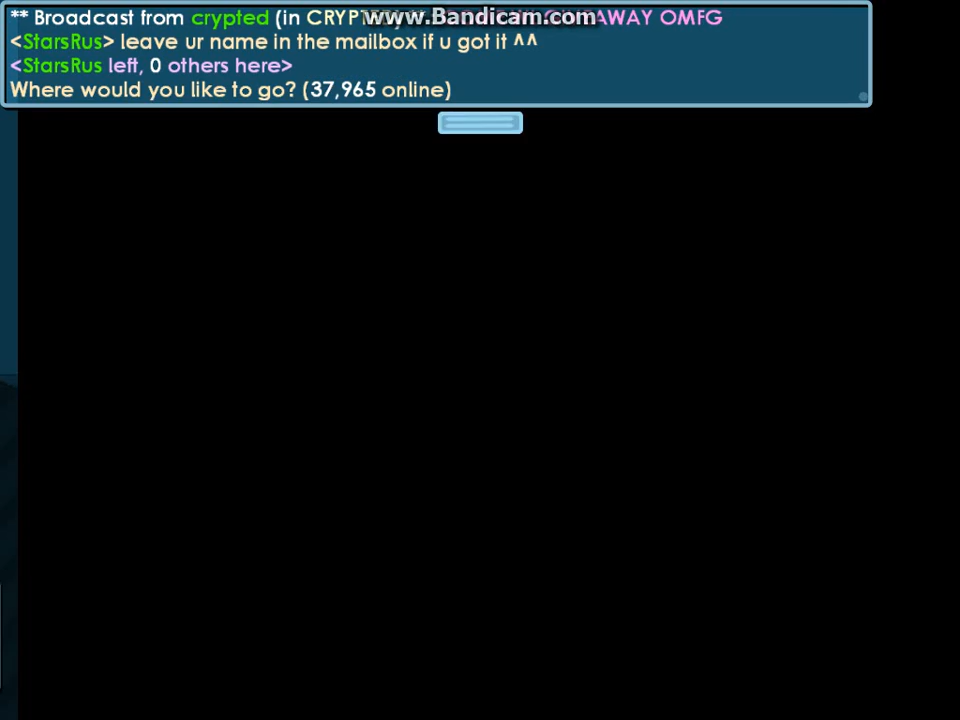 ** Broadcast from crypted (in CRYPT www.Bandicam.com AWAY OMFG
<StarsRus> leave ur name in the mailbox if u got it ^^
<StarsRus left, 0 others here>
Where would you like to go? (37,965 online)